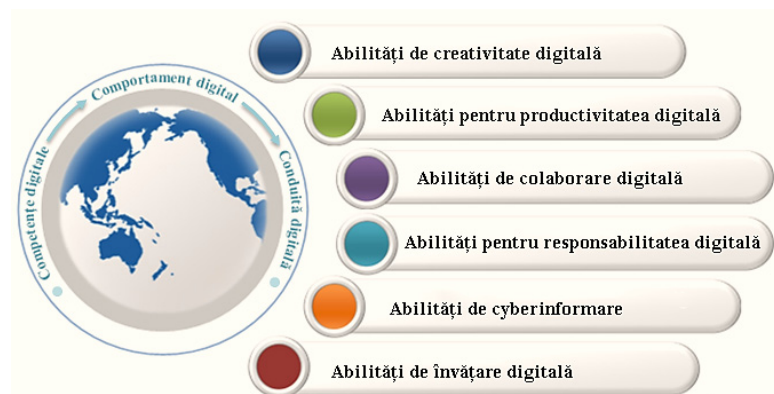 Competențe digitale
Comportament digital
Conduită digitală
Abilități de creativitate digitală
Abilități pentru productivitatea digitală
Abilități de colaborare digitală
Abilități pentru responsabilitatea digitală
Abilități de cyberinformare
Abilități de învățare digitală